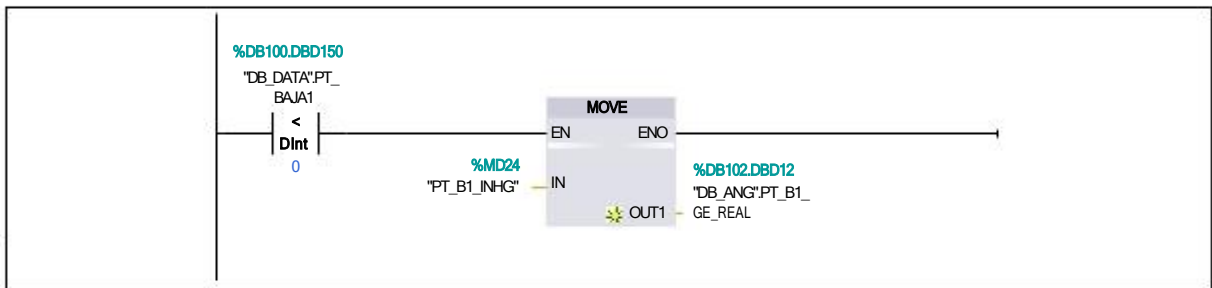 %DB100.DBD150
"DB_DATA".PT_
BAJA1
<
DInt
0
MOVE
EN ENO
%MD24
"PT_B1_INHG" IN
%DB102.DBD12
"DB_ANG".PT_B1_
OUT1 GE_REAL